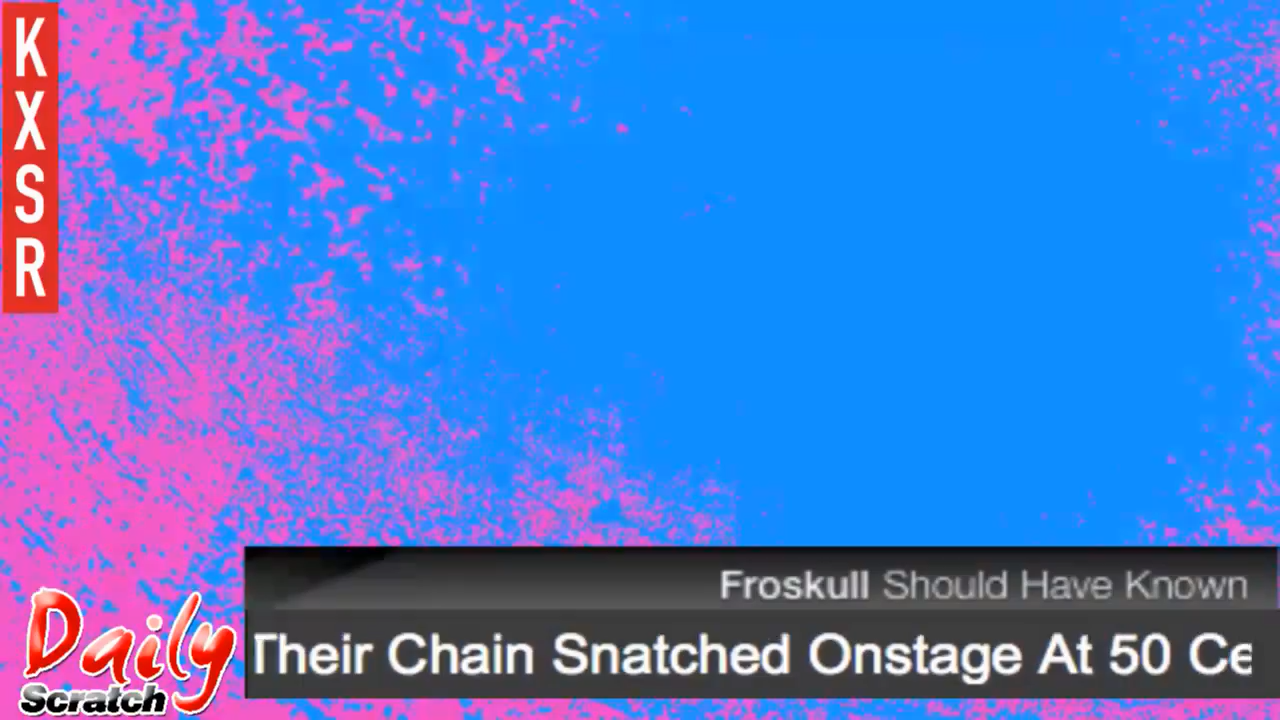 KXSR
Froskull Should Have Known
Their Chain Snatched Onstage At 50 Ce
Daily
Scratch